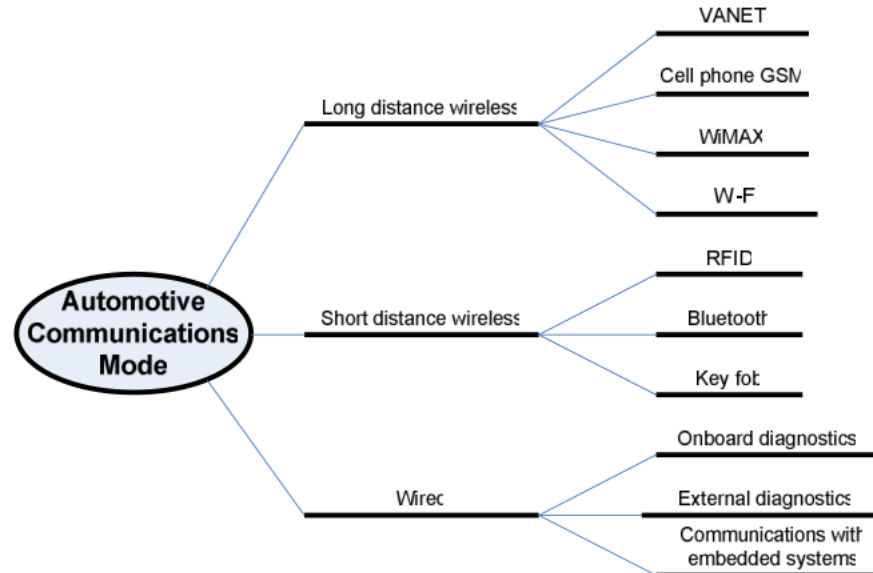 VANET
Cell phone GSM
Long distance wireless
WiMAX
W-F
RFID
Automotive
Communications
Mode
Short distance wireless
Bluetooth
Key fob
Onboard diagnostics
Wired
External diagnostics
Communications with
embedded systems